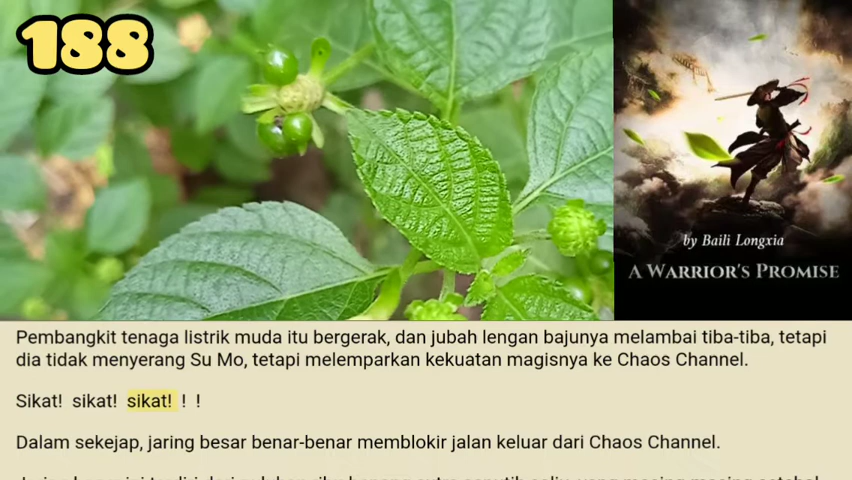 188
by Baili Longxia
A WARRIOR'S PROMISE
Pembangkit tenaga listrik muda itu bergerak, dan jubah lengan bajunya melambai tiba-tiba, tetapi
dia tidak menyerang Su Mo, tetapi melemparkan kekuatan magisnya ke Chaos Channel.
Sikat! sikat! sikat! ! !
Dalam sekejap, jaring besar benar-benar memblokir jalan keluar dari Chaos Channel.